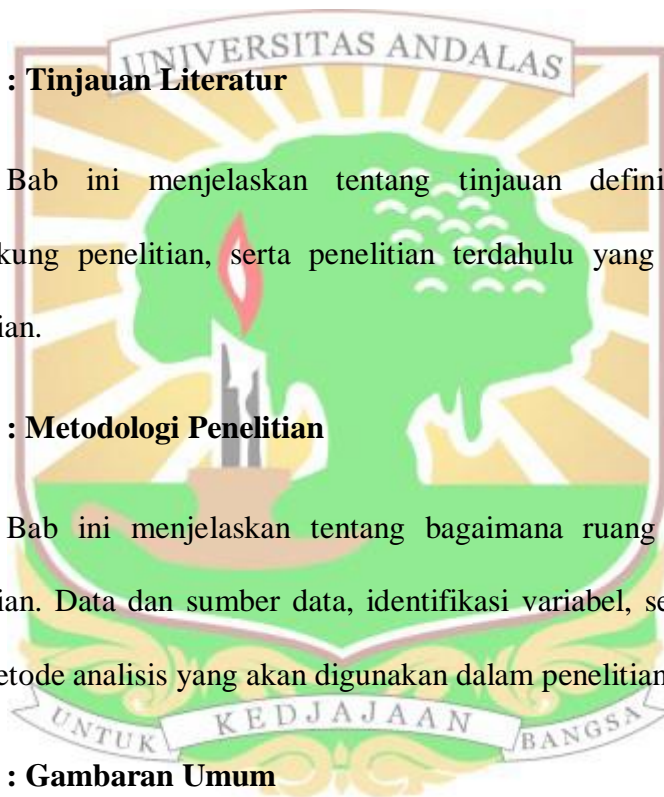 UNIVERSITAS ANDALAS
: Tinjauan Literatur
Bab ini menjelaskan tentang tinjauan defini
kung penelitian, serta penelitian terdahulu yang
ian.
: Metodologi Penelitian
Bab ini menjelaskan tentang bagaimana ruang
ian. Data dan sumber data, identifikasi variabel, se
etode analisis yang akan digunakan dalam penelitian
UNTUK KEDJAJAAN BANGSA
: Gambaran Umum